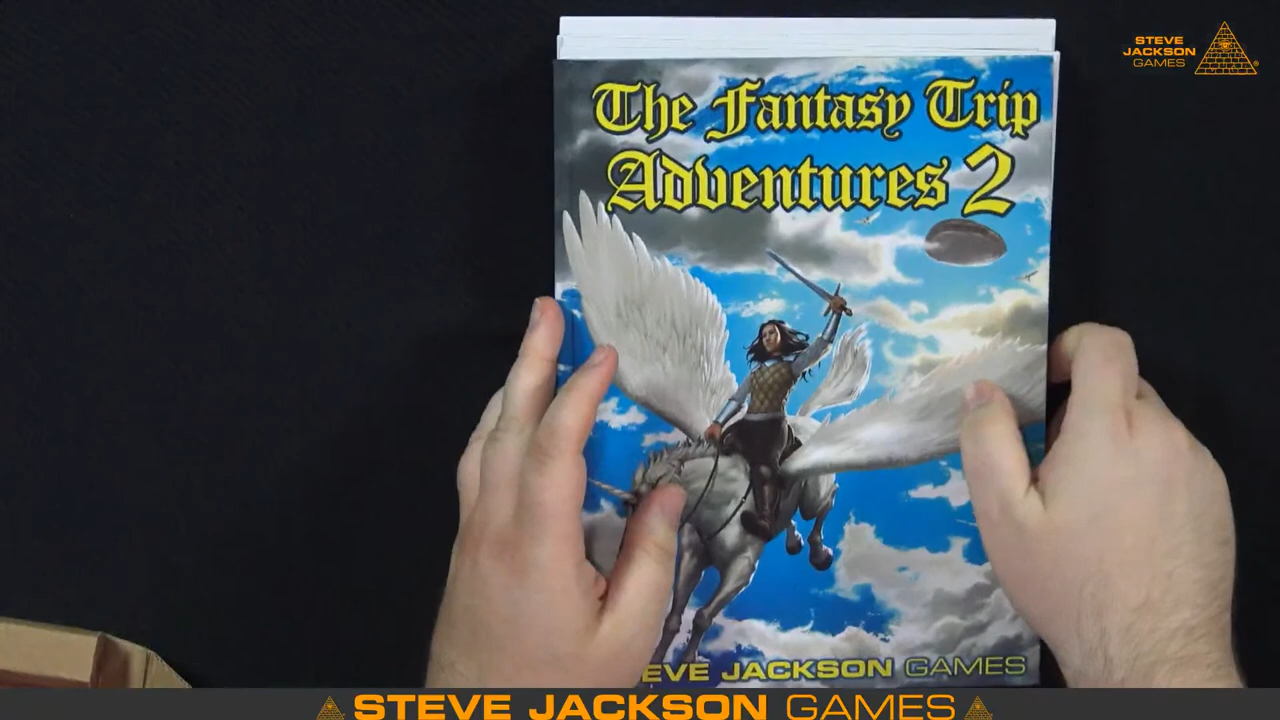 STEVE
JACKSON
GAMES
The Fantasy Trip
Adventures 2
EVE JACKSON GAMES
STEVE JACKSON GAMES